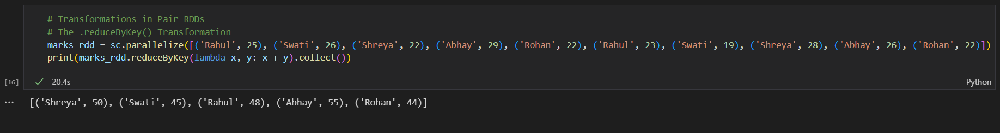 # Transformations in Pair RDDs
# The .reduceByKey() Transformation
marks_rdd = sc.parallelize([('Rahul', 25), ('Swati', 26), ('Shreya', 22), ('Abhay', 29), ('Rohan', 22), ('Rahul', 23), ('Swati', 19), ('Shreya', 28), ('Abhay', 26), ('Rohan', 22)])
print(marks_rdd.reduceByKey(lambda x, y: x + y).collect())
[16] ✓ 20.4s Python
... [('Shreya', 50), ('Swati', 45), ('Rahul', 48), ('Abhay', 55), ('Rohan', 44)]